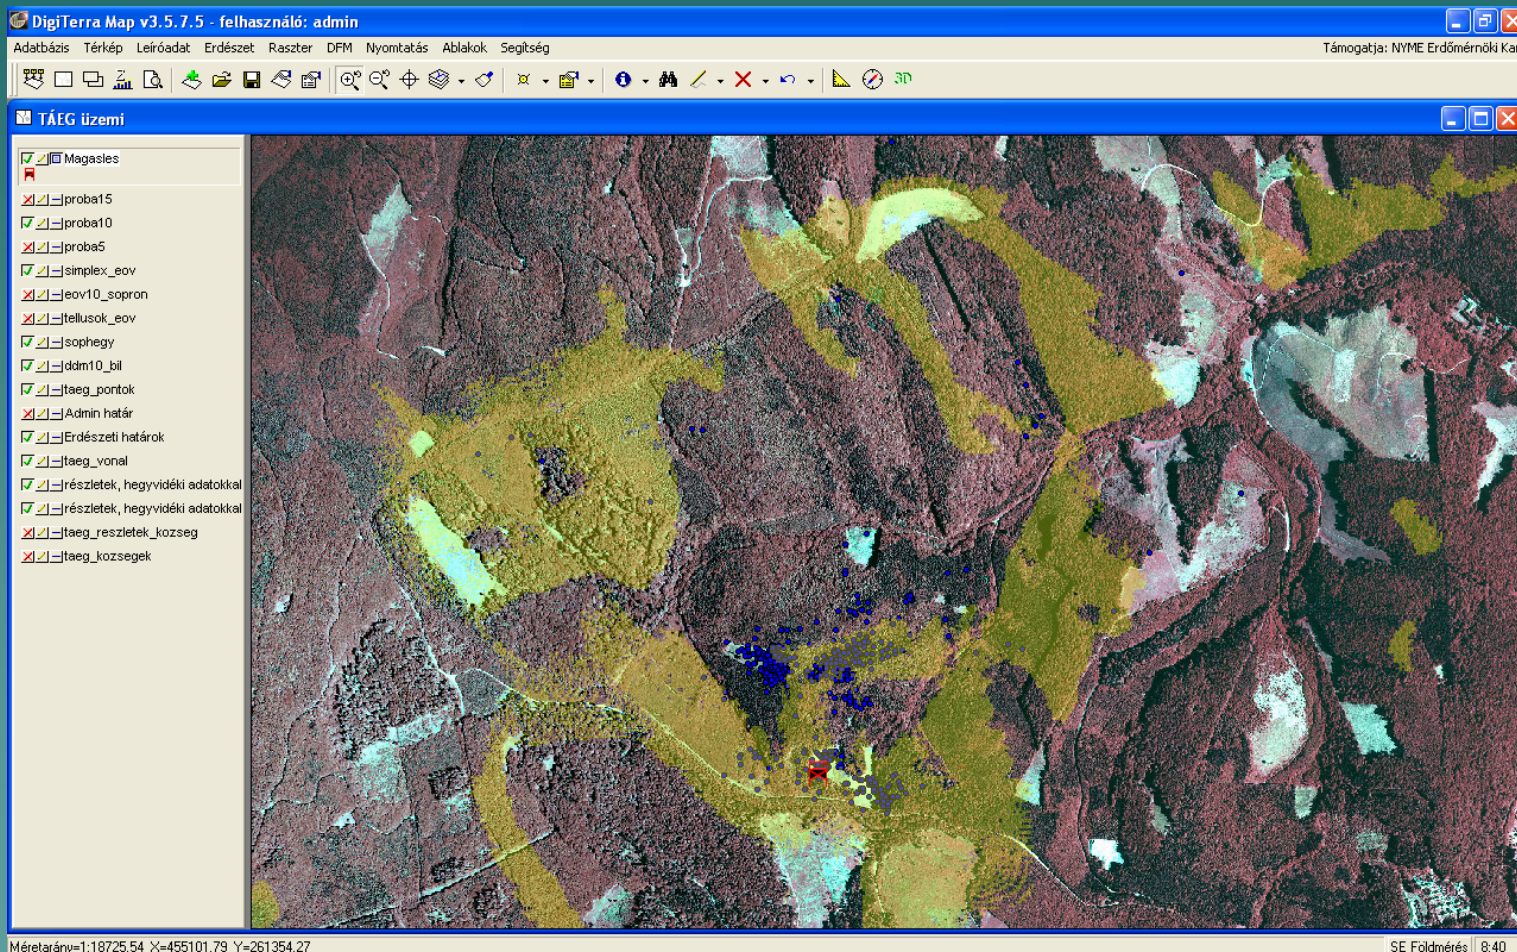 DigiTerra Map v3.5.7.5 - felhasználó: admin
Adatbázis Térkép Leíróadat Erdészet Raszter DFM Nyomtatás Ablakok Segítség
Támogatja: NYME Erdőmérnöki Kar
3D
TÁEG üzemi
Magasles
proba15
proba10
proba5
simplex_eov
eov10_sopron
tellusok_eov
sophegy
ddm10_bil
taeg_pontok
Admin határ
Erdészeti határok
taeg_vonal
részletek, hegyvidéki adatokkal
részletek, hegyvidéki adatokkal
taeg_reszletek_kozseg
taeg_kozsegek
Méretarány=1:18725.54 X=455101.79 Y=261354.27
SE Földmérés 8:40